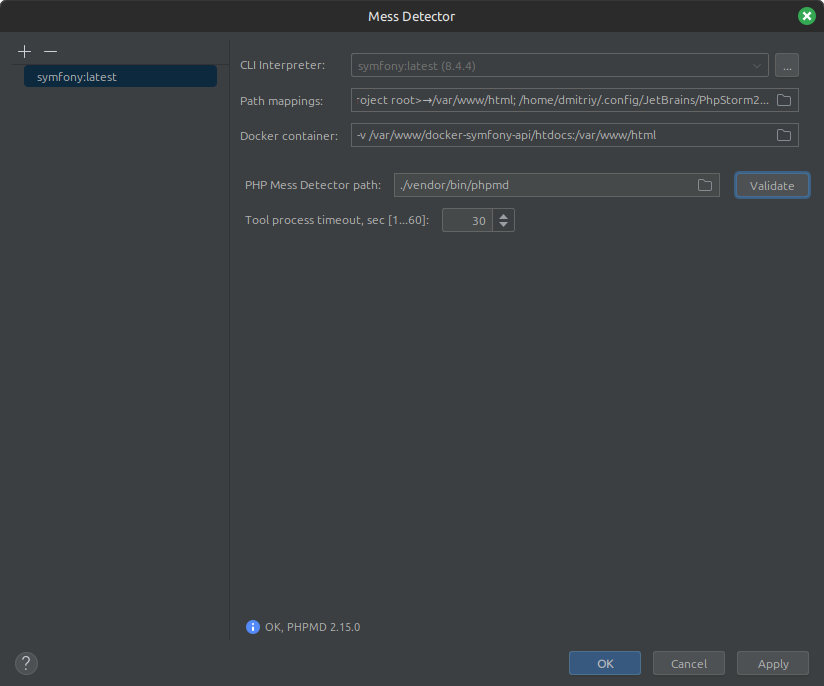 Mess Detector
symfony:latest
CLI Interpreter: symfony:latest (8.4.4) ...
Path mappings: roject root>→/var/www/html; /home/dmitriy/.config/JetBrains/PhpStorm2...
Docker container: -v /var/www/docker-symfony-api/htdocs:/var/www/html
PHP Mess Detector path: ./vendor/bin/phpmd Validate
Tool process timeout, sec [1...60]: 30
OK, PHPMD 2.15.0
? OK Cancel Apply